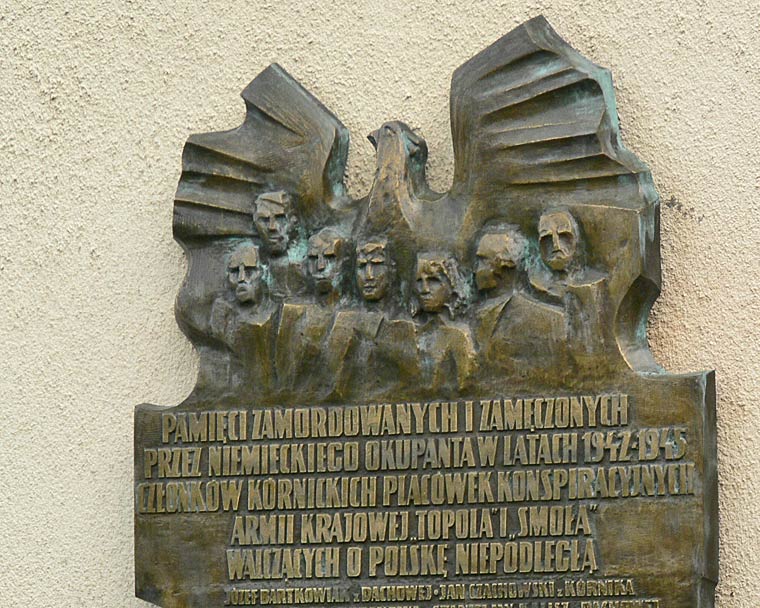 PAMIĘCI ZAMORDOWANYCH I ZAMĘCZONYCH
PRZEZ NIEMIECKIEGO OKUPANTA W LATACH 1942-1945
CZŁONKÓW KÓRNICKICH PLACÓWEK KONSPIRACYJNYCH
ARMII KRAJOWEJ „TOPOLA" I „SMOŁA"
WALCZĄCYCH O POLSKĘ NIEPODLEGŁĄ
JÓZEF BARTKOWIAK z DACHOWEJ - JAN CZACHOWSKI z KÓRNIKA